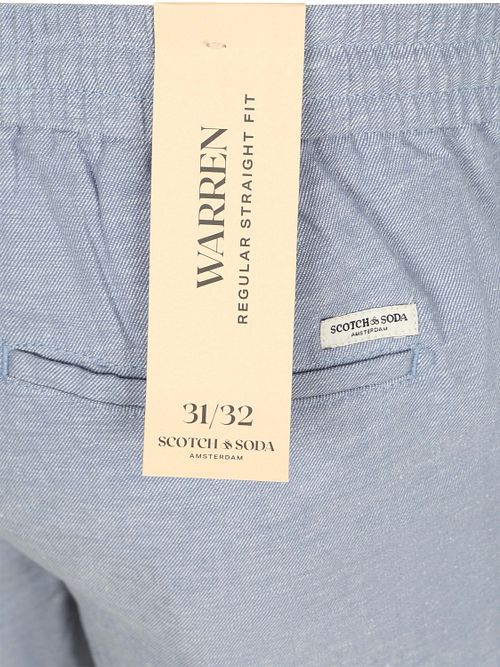 WARREN
REGULAR STRAIGHT FIT
31/32
SCOTCH & SODA
AMSTERDAM
SCOTCH & SODA
AMSTERDAM